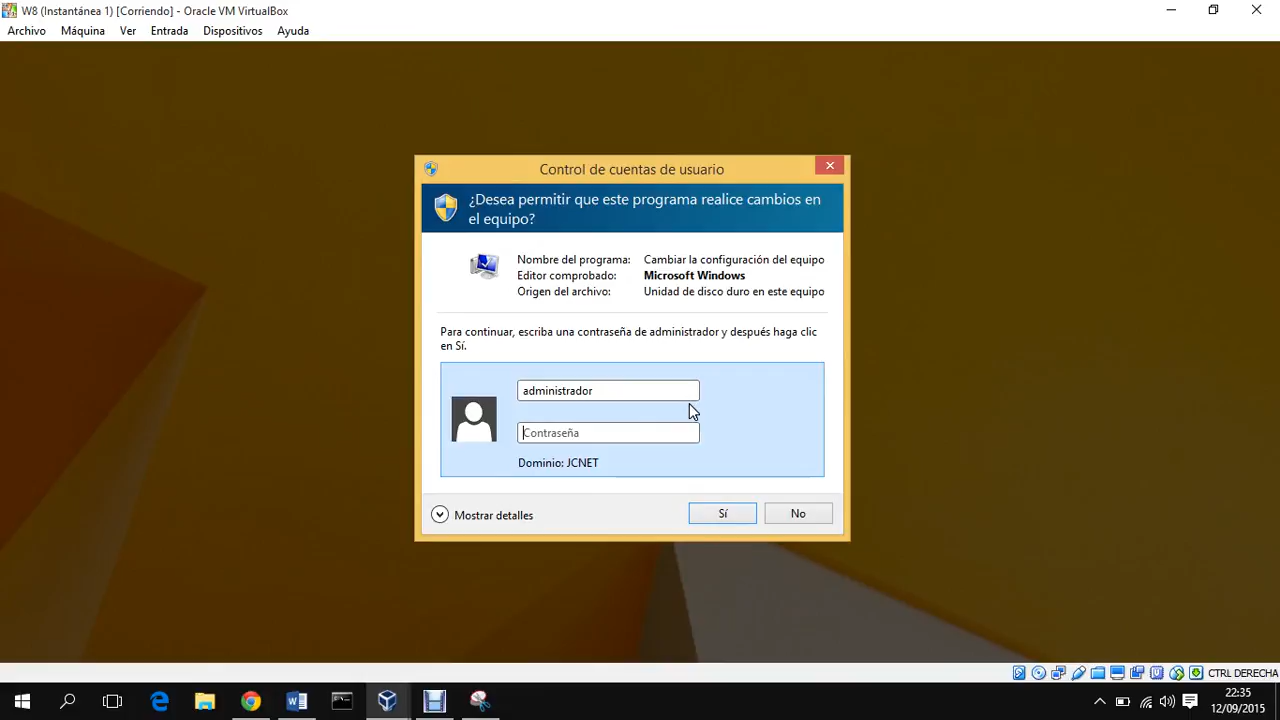 W8 (Instantánea 1) [Corriendo] - Oracle VM VirtualBox
Archivo Máquina Ver Entrada Dispositivos Ayuda
Control de cuentas de usuario
¿Desea permitir que este programa realice cambios en
el equipo?
Nombre del programa: Cambiar la configuración del equipo
Editor comprobado: Microsoft Windows
Origen del archivo: Unidad de disco duro en este equipo
Para continuar, escriba una contraseña de administrador y después haga clic
en Sí.
administrador
Contraseña
Dominio: JCNET
Mostrar detalles
Sí No
CTRL DERECHA
22:35
12/09/2015